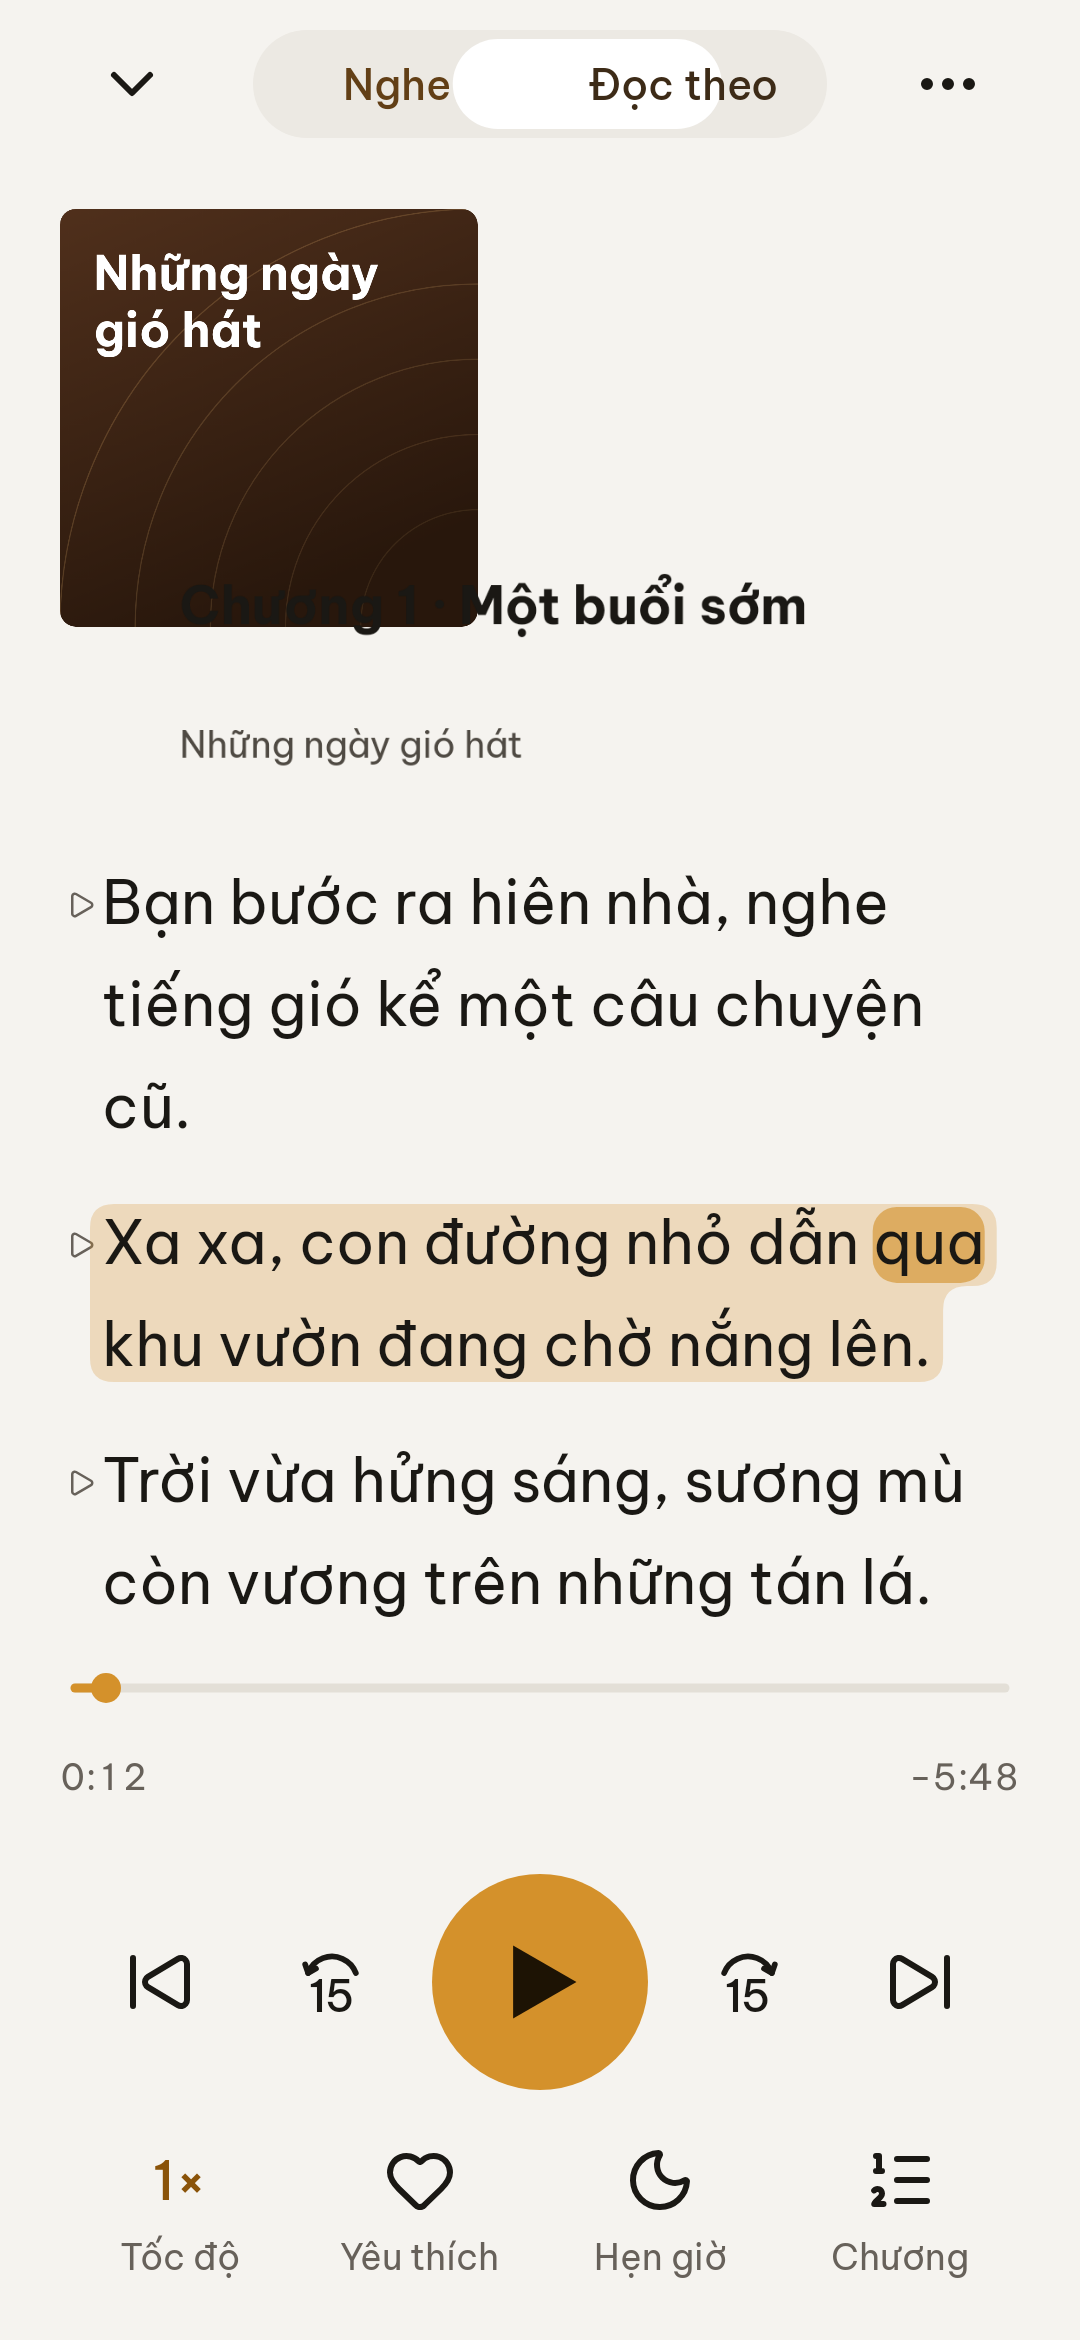 Nghe
Đọc theo
Những ngày
gió hát
Chương 1 · Một buổi sớm
Những ngày gió hát
Bạn bước ra hiên nhà, nghe
tiếng gió kể một câu chuyện
cũ.
Xa xa, con đường nhỏ dẫn qua
khu vườn đang chờ nắng lên.
Trời vừa hửng sáng, sương mù
còn vương trên những tán lá.
0:12
−5:48
15
15
1×
Tốc độ
Yêu thích
Hẹn giờ
1
2
Chương